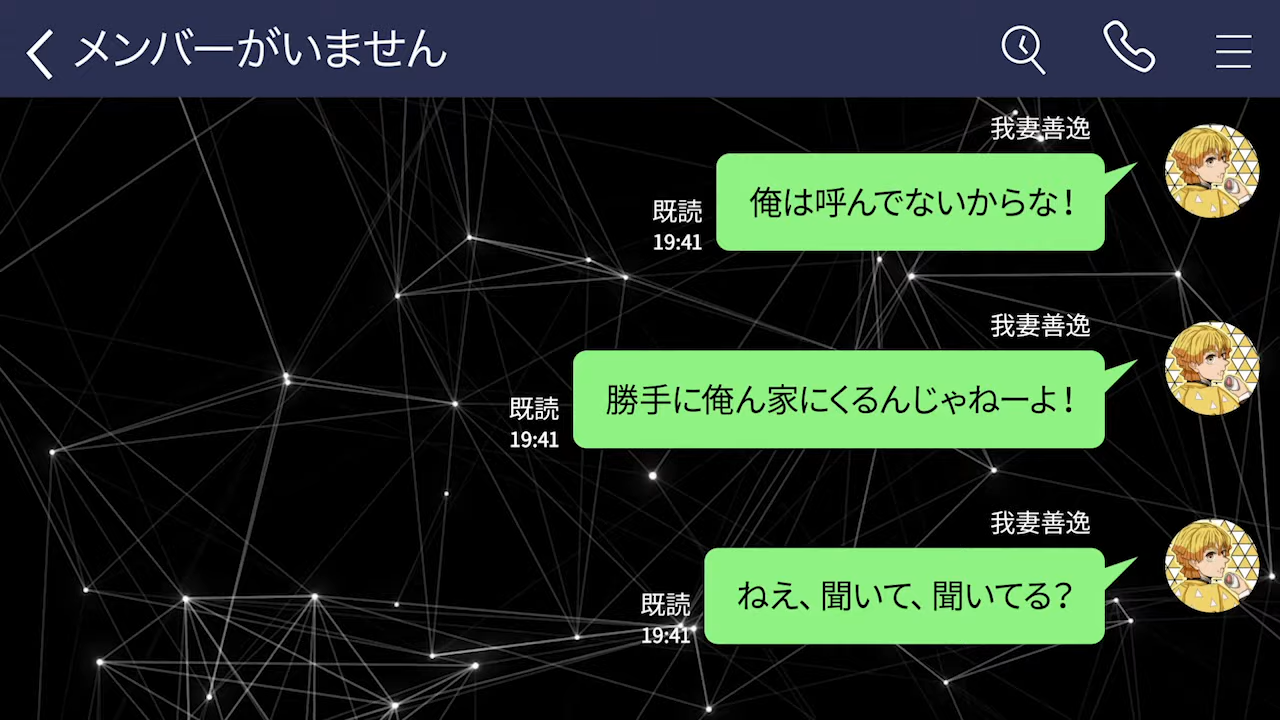 メンバーがいません
我妻善逸
俺は呼んでないからな!
既読
19:41
我妻善逸
勝手に俺ん家にくるんじゃねーよ!
既読
19:41
我妻善逸
ねえ、聞いて、聞いてる?
既読
19:41